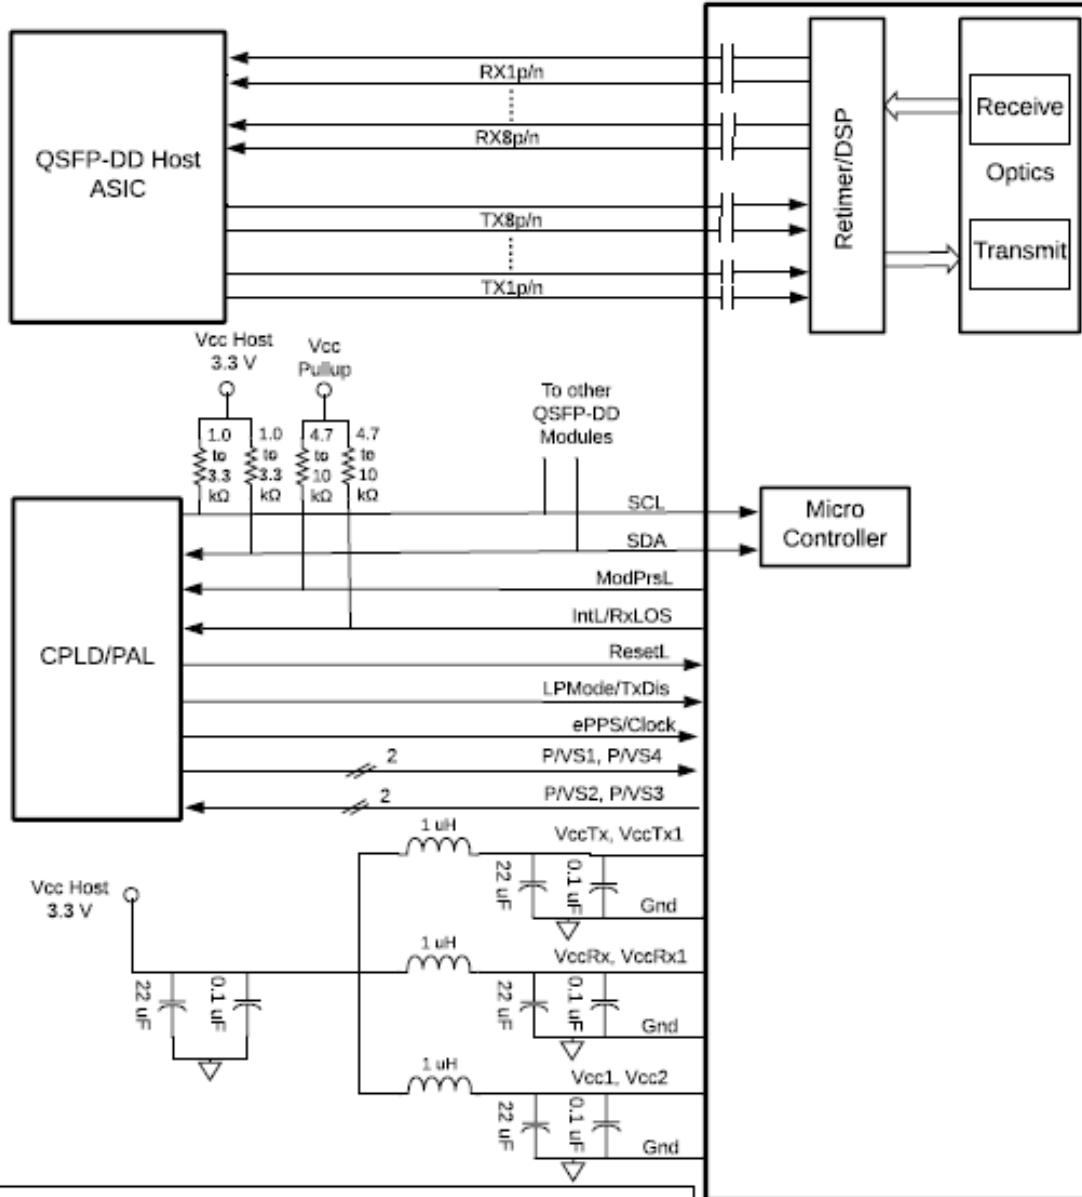 RX1p/n
RX8p/n
TX8p/n
TX1p/n
QSFP-DD Host
ASIC
Retimer/DSP
Receive
Optics
Transmit
Vcc Host
3.3 V
Vcc
Pullup
1.0
to
3.3
kΩ
1.0
to
3.3
kΩ
4.7
to
10
kΩ
4.7
to
10
kΩ
To other
QSFP-DD
Modules
SCL
SDA
ModPrsL
IntL/RxLOS
ResetL
LPMode/TxDis
ePPS/Clock
2
P/VS1, P/VS4
2
P/VS2, P/VS3
CPLD/PAL
Micro
Controller
1 uH
VccTx, VccTx1
22 uF
0.1 uF
Gnd
Vcc Host
3.3 V
22 uF
0.1 uF
1 uH
VccRx, VccRx1
22 uF
0.1 uF
Gnd
1 uH
Vcc1, Vcc2
22 uF
0.1 uF
Gnd